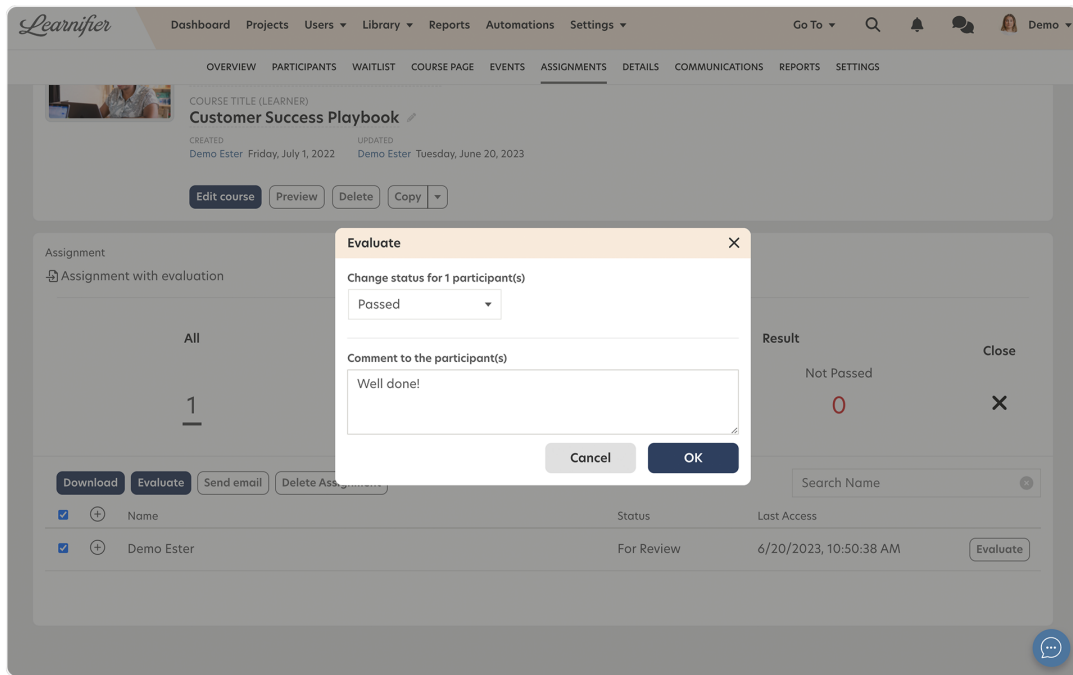 Learnifier Dashboard Projects Users Library Reports Automations Settings Go To Demo
OVERVIEW PARTICIPANTS WAITLIST COURSE PAGE EVENTS ASSIGNMENTS DETAILS COMMUNICATIONS REPORTS SETTINGS
COURSE TITLE (LEARNER)
Customer Success Playbook
CREATED UPDATED
Demo Ester Friday, July 1, 2022 Demo Ester Tuesday, June 20, 2023
Edit course Preview Delete Copy
Evaluate
Assignment
Assignment with evaluation
Change status for 1 participant(s)
Passed
All Result
Close
Comment to the participant(s)
Not Passed
Well done!
1 0
Cancel OK
Download Evaluate Send email Delete Assignment Search Name
Name Status Last Access
Demo Ester For Review 6/20/2023, 10:50:38 AM Evaluate